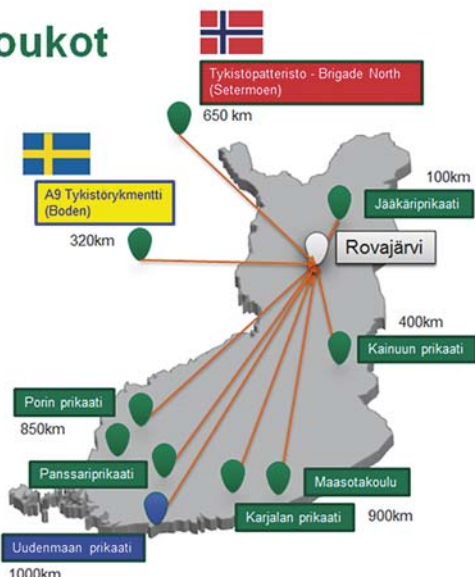 oukot
Tykistöpatteristo - Brigade North
(Setermoen)
650 km
A9 Tykistörykmentti
(Boden)
320km
100km
Jääkäriprikaati
Rovajärvi
400km
Kainuun prikaati
Porin prikaati
850km
Panssariprikaati
Maasotakoulu
Karjalan prikaati
900km
Uudenmaan prikaati
1000km